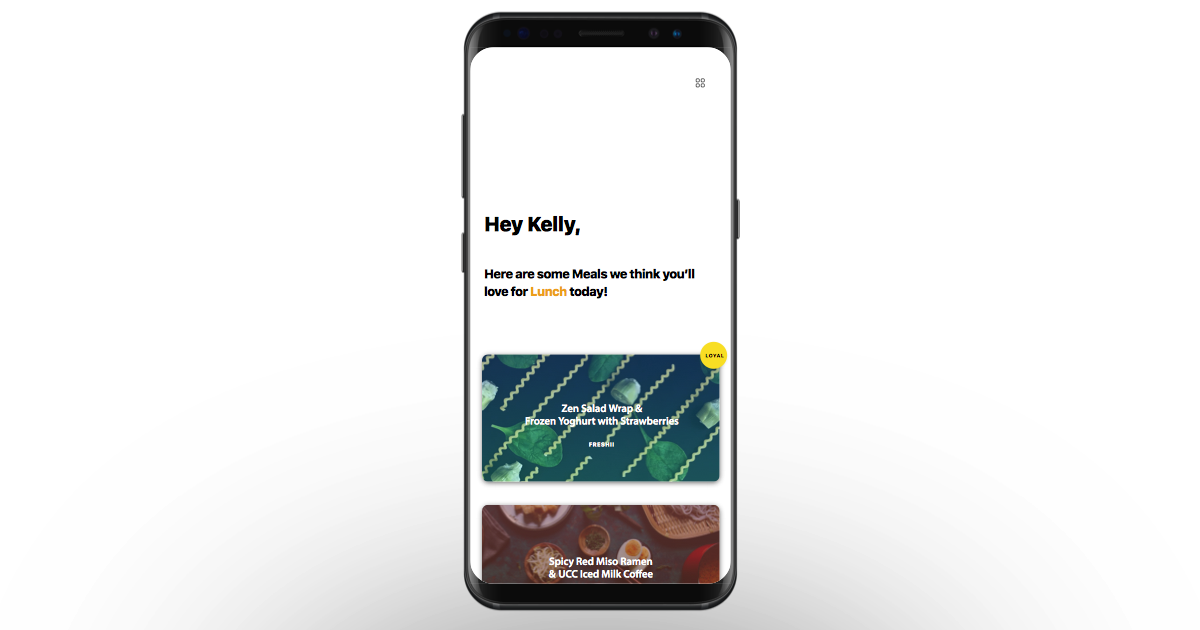 Hey Kelly,
Here are some Meals we think you'll
love for Lunch today!
LOYAL
Zen Salad Wrap &
Frozen Yoghurt with Strawberries
FRESHII
Spicy Red Miso Ramen
& UCC Iced Milk Coffee